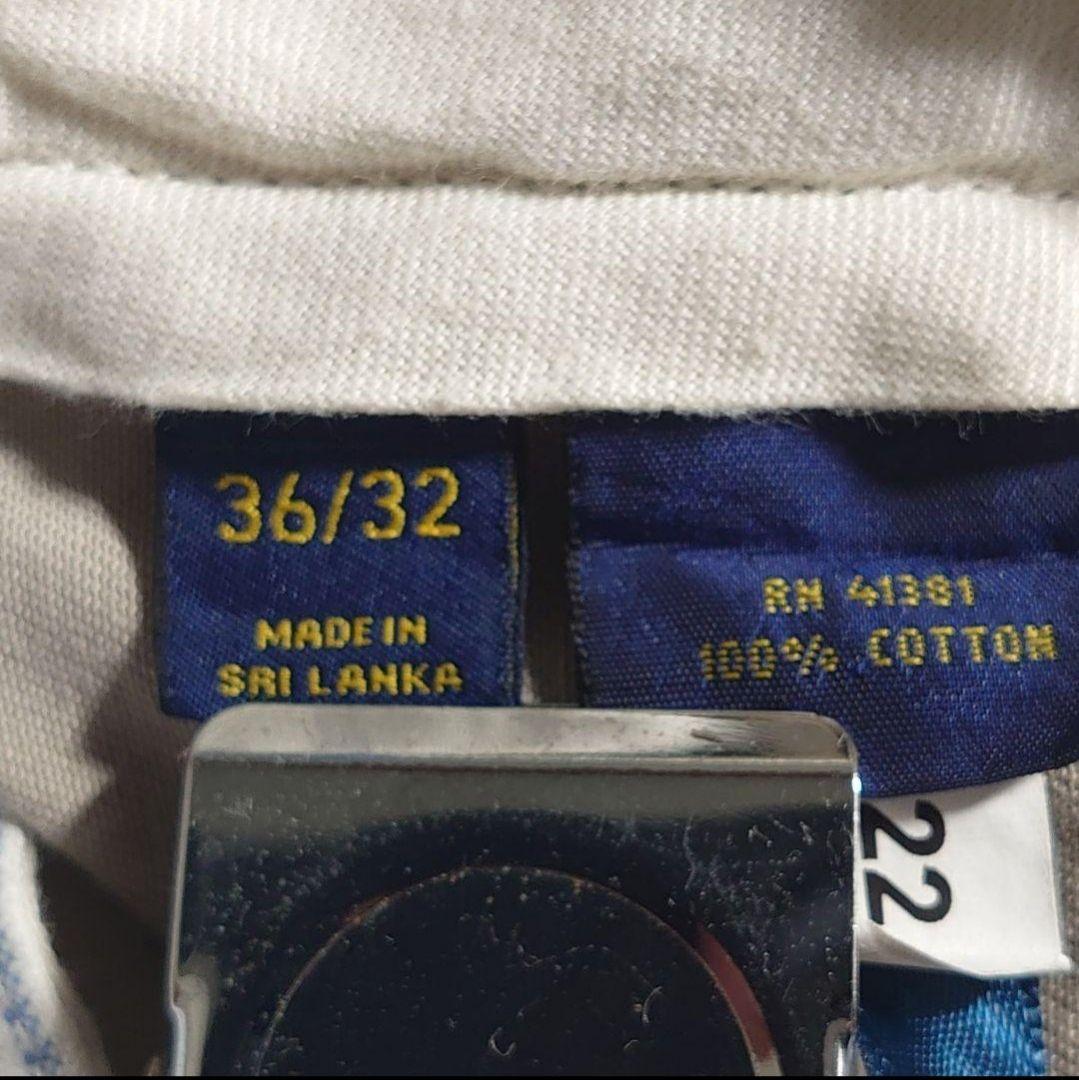 36/32
MADE IN
SRI LANKA
RN 41381
100% COTTON
22